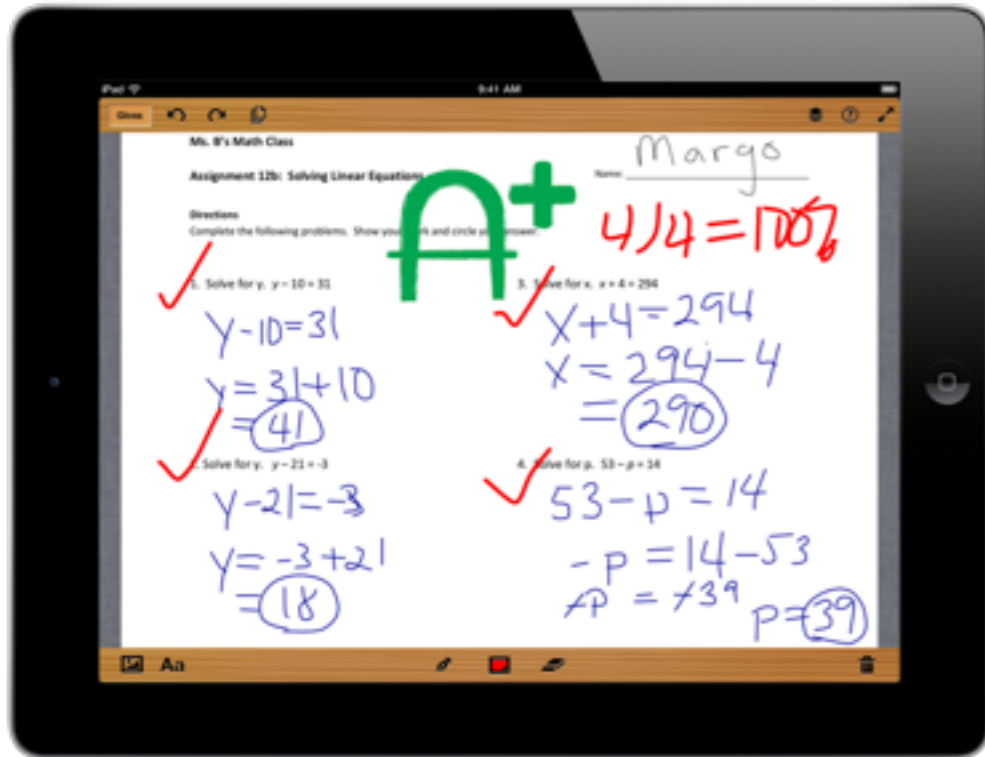 iPad
9:41 AM
Close
Ms. B's Math Class
Name: Margo
Assignment 12b: Solving Linear Equations
A+
4/4=100%
Directions
Complete the following problems. Show your work and circle your answer.
1. Solve for y. y – 10 = 31
y-10=31
y=31+10
=41
2. Solve for y. y – 21 = -3
y-21=-3
y=-3+21
=18
3. Solve for x. x + 4 = 294
x+4=294
x=294-4
=290
4. Solve for p. 53 – p = 14
53-p=14
-p=14-53
-p=-39
p=39
Aa